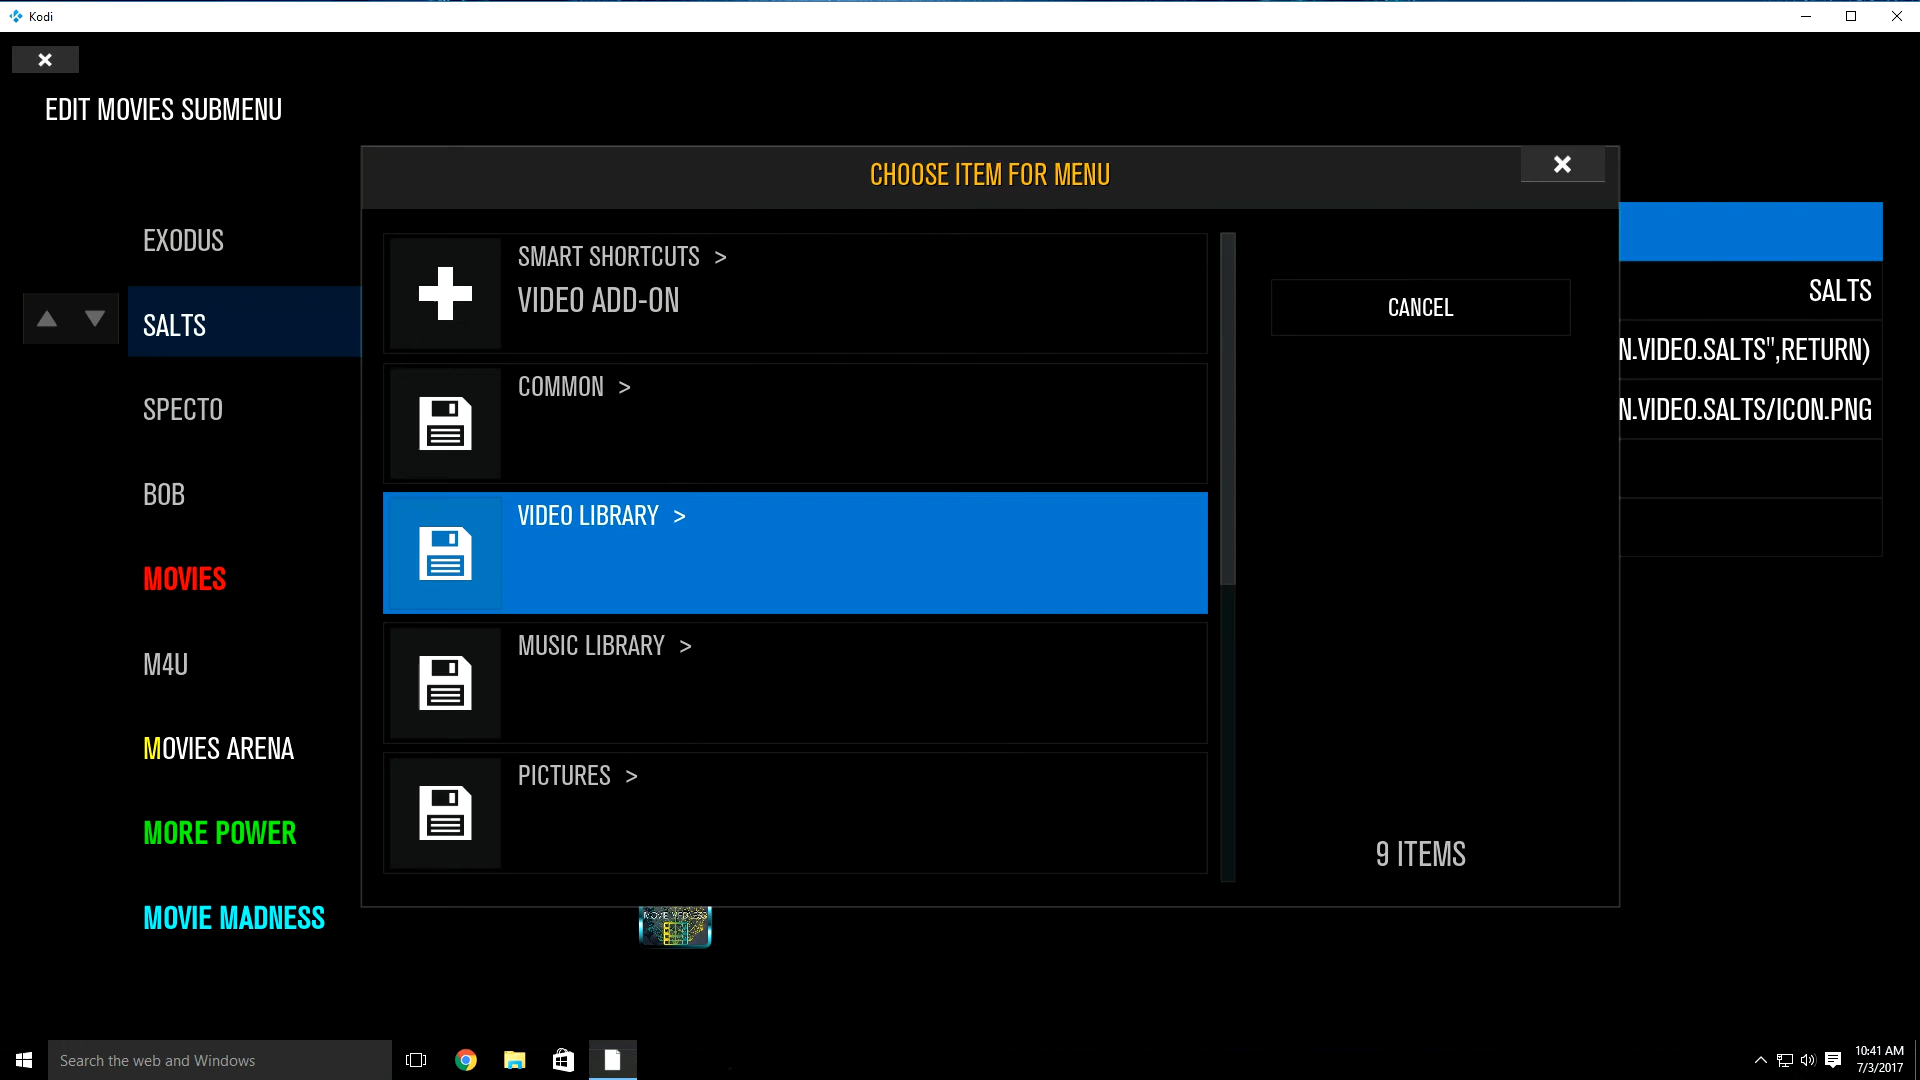 Kodi
EDIT MOVIES SUBMENU
CHOOSE ITEM FOR MENU
EXODUS
SALTS
SPECTO
BOB
MOVIES
M4U
MOVIES ARENA
MORE POWER
MOVIE MADNESS
SMART SHORTCUTS >
VIDEO ADD-ON
COMMON >
VIDEO LIBRARY >
MUSIC LIBRARY >
PICTURES >
CANCEL
9 ITEMS
SALTS
N.VIDEO.SALTS",RETURN)
N.VIDEO.SALTS/ICON.PNG
Search the web and Windows
10:41 AM
7/3/2017